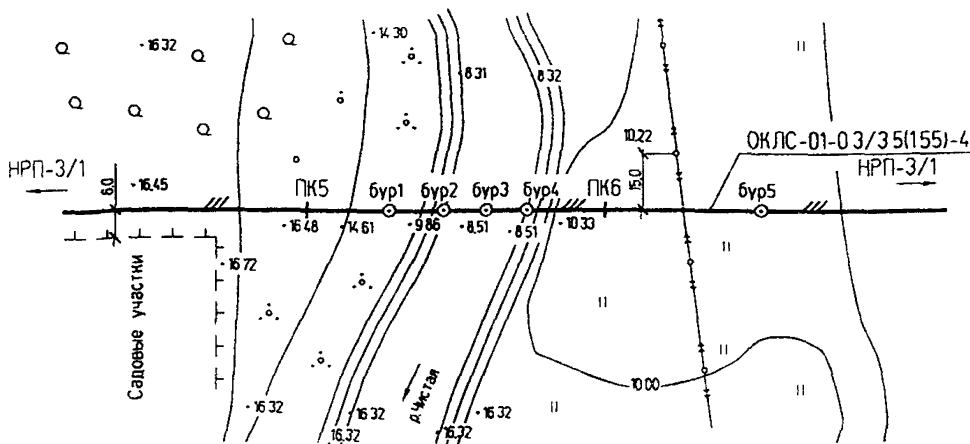 16.32
14.30
8.31
8.32
10.22
15.0
ОКЛС-01-0.3/3.5(155)-4
НРП-3/1
НРП-3/1
6.0
16.45
ПК5
бур1
бур2
бур3
бур4
ПК6
бур5
16.48
14.61
9.86
8.51
8.51
10.33
16.72
Садовые участки
р.Чистая
10.00
16.32
16.32
16.32
16.32
16.32